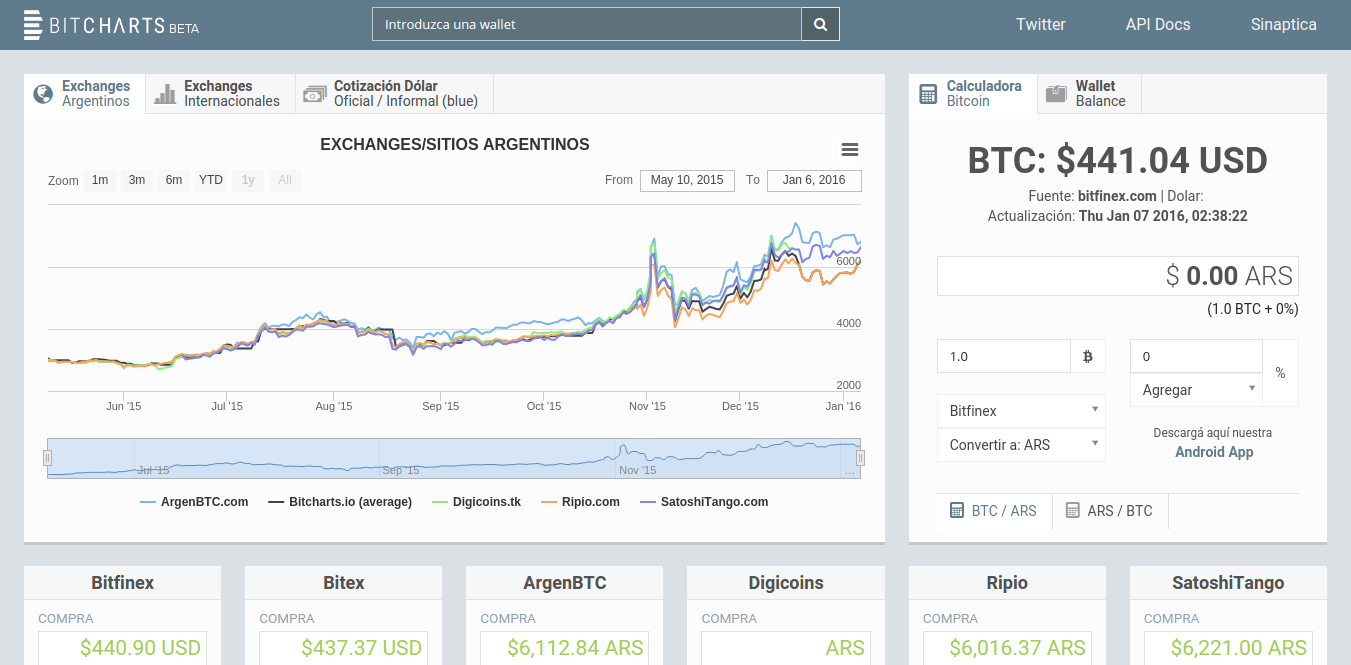 BITCHARTS BETA
Introduzca una wallet
Twitter API Docs Sinaptica
Exchanges
Argentinos
Exchanges
Internacionales
Cotización Dólar
Oficial / Informal (blue)
EXCHANGES/SITIOS ARGENTINOS
Zoom 1m 3m 6m YTD 1y All
From May 10, 2015 To Jan 6, 2016
6000
4000
2000
Jun '15 Jul '15 Aug '15 Sep '15 Oct '15 Nov '15 Dec '15 Jan '16
Jul '15 Sep '15 Nov '15 ...
ArgenBTC.com Bitcharts.io (average) Digicoins.tk Ripio.com SatoshiTango.com
Calculadora
Bitcoin
Wallet
Balance
BTC: $441.04 USD
Fuente: bitfinex.com | Dolar:
Actualización: Thu Jan 07 2016, 02:38:22
$ 0.00 ARS
(1.0 BTC + 0%)
1.0
0
%
Agregar
Bitfinex
Convertir a: ARS
Descargá aquí nuestra
Android App
BTC / ARS ARS / BTC
Bitfinex
COMPRA
$440.90 USD
Bitex
COMPRA
$437.37 USD
ArgenBTC
COMPRA
$6,112.84 ARS
Digicoins
COMPRA
ARS
Ripio
COMPRA
$6,016.37 ARS
SatoshiTango
COMPRA
$6,221.00 ARS